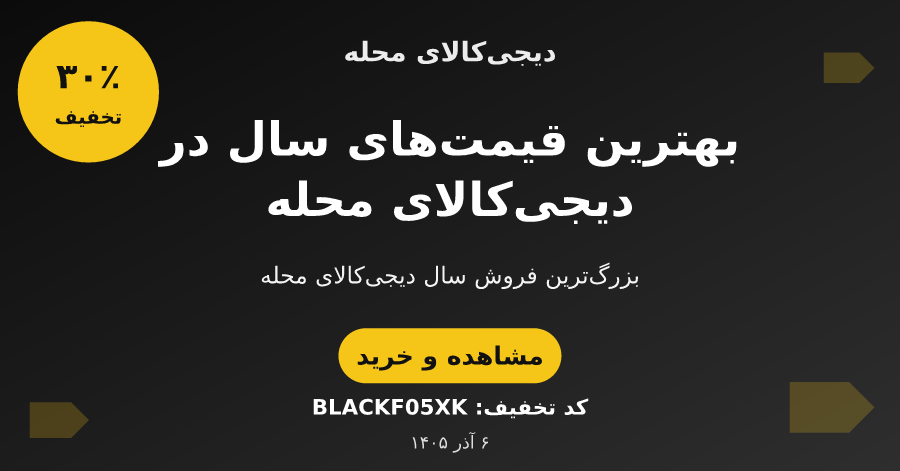 دیجی‌کالای محله
۳۰٪
تخفیف
بهترین قیمت‌های سال در
دیجی‌کالای محله
بزرگ‌ترین فروش سال دیجی‌کالای محله
مشاهده و خرید
کد تخفیف: BLACKF05XK
۶ آذر ۱۴۰۵